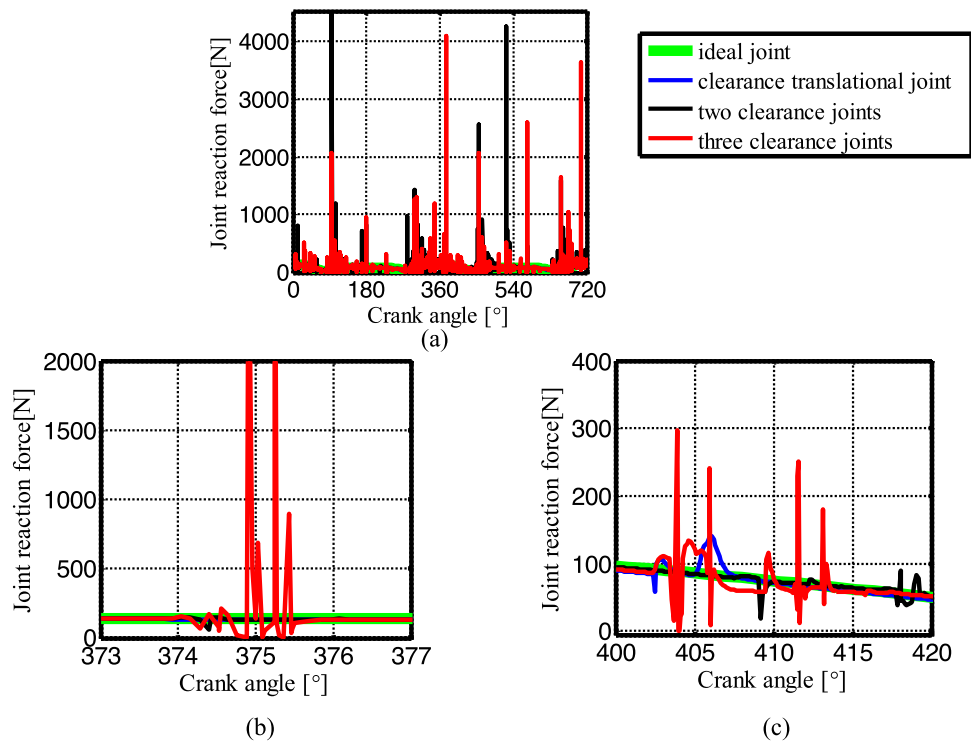 Joint reaction force[N]
4000
3000
2000
1000
0
0 180 360 540 720
Crank angle [°]
(a)
ideal joint
clearance translational joint
two clearance joints
three clearance joints
Joint reaction force[N]
2000
1500
1000
500
0
373 374 375 376 377
Crank angle [°]
(b)
Joint reaction force[N]
400
300
200
100
0
400 405 410 415 420
Crank angle [°]
(c)